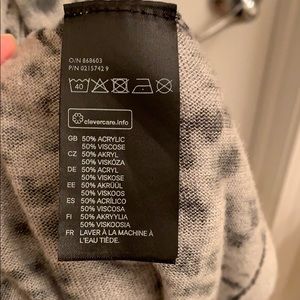 O/N 868603
P/N 0215742 9
40
clevercare.info
GB 50% ACRYLIC
50% VISCOSE
CZ 50% AKRYL
50% VISKÓZA
DE 50% ACRYL
50% VISKOSE
EE 50% AKRÜÜL
50% VISKOOS
ES 50% ACRÍLICO
50% VISCOSA
FI 50% AKRYYLIA
50% VISKOOSIA
FR LAVER À LA MACHINE À
L'EAU TIÈDE.